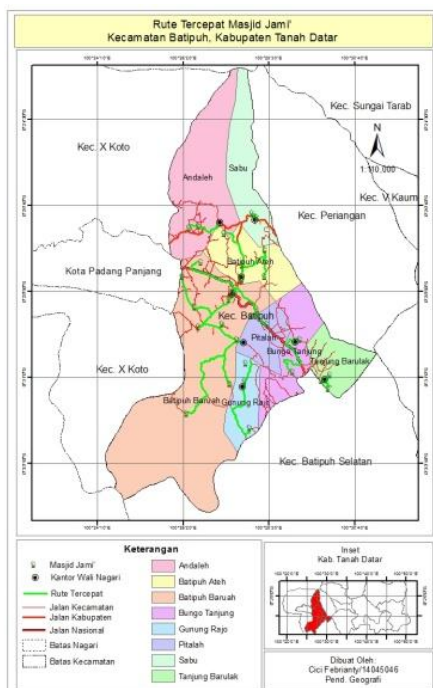 Rute Tercepat Masjid Jami'
Kecamatan Batipuh, Kabupaten Tanah Datar
Kec. Sungai Tarab
N
1:110,000
Kec. X Koto
Sabu
Andaleh
Kec. V Kaum
Kec. Periangan
Batipuh Ateh
Kota Padang Panjang
Kec. Batipuh
Pitalah
Bungo Tanjung
Tanjung Barulak
Kec. X Koto
Batipuh Baruah
Gunung Rajo
Kec. Batipuh Selatan
Keterangan
Masjid Jami'
Kantor Wali Nagari
Rute Tercepat
Jalan Kecamatan
Jalan Kabupaten
Jalan Nasional
Batas Nagari
Batas Kecamatan
Andaleh
Batipuh Ateh
Batipuh Baruah
Bungo Tanjung
Gunung Rajo
Pitalah
Sabu
Tanjung Barulak
Inset
Kab. Tanah Datar
Dibuat Oleh:
Cici Febrianty/14045046
Pend. Geografi